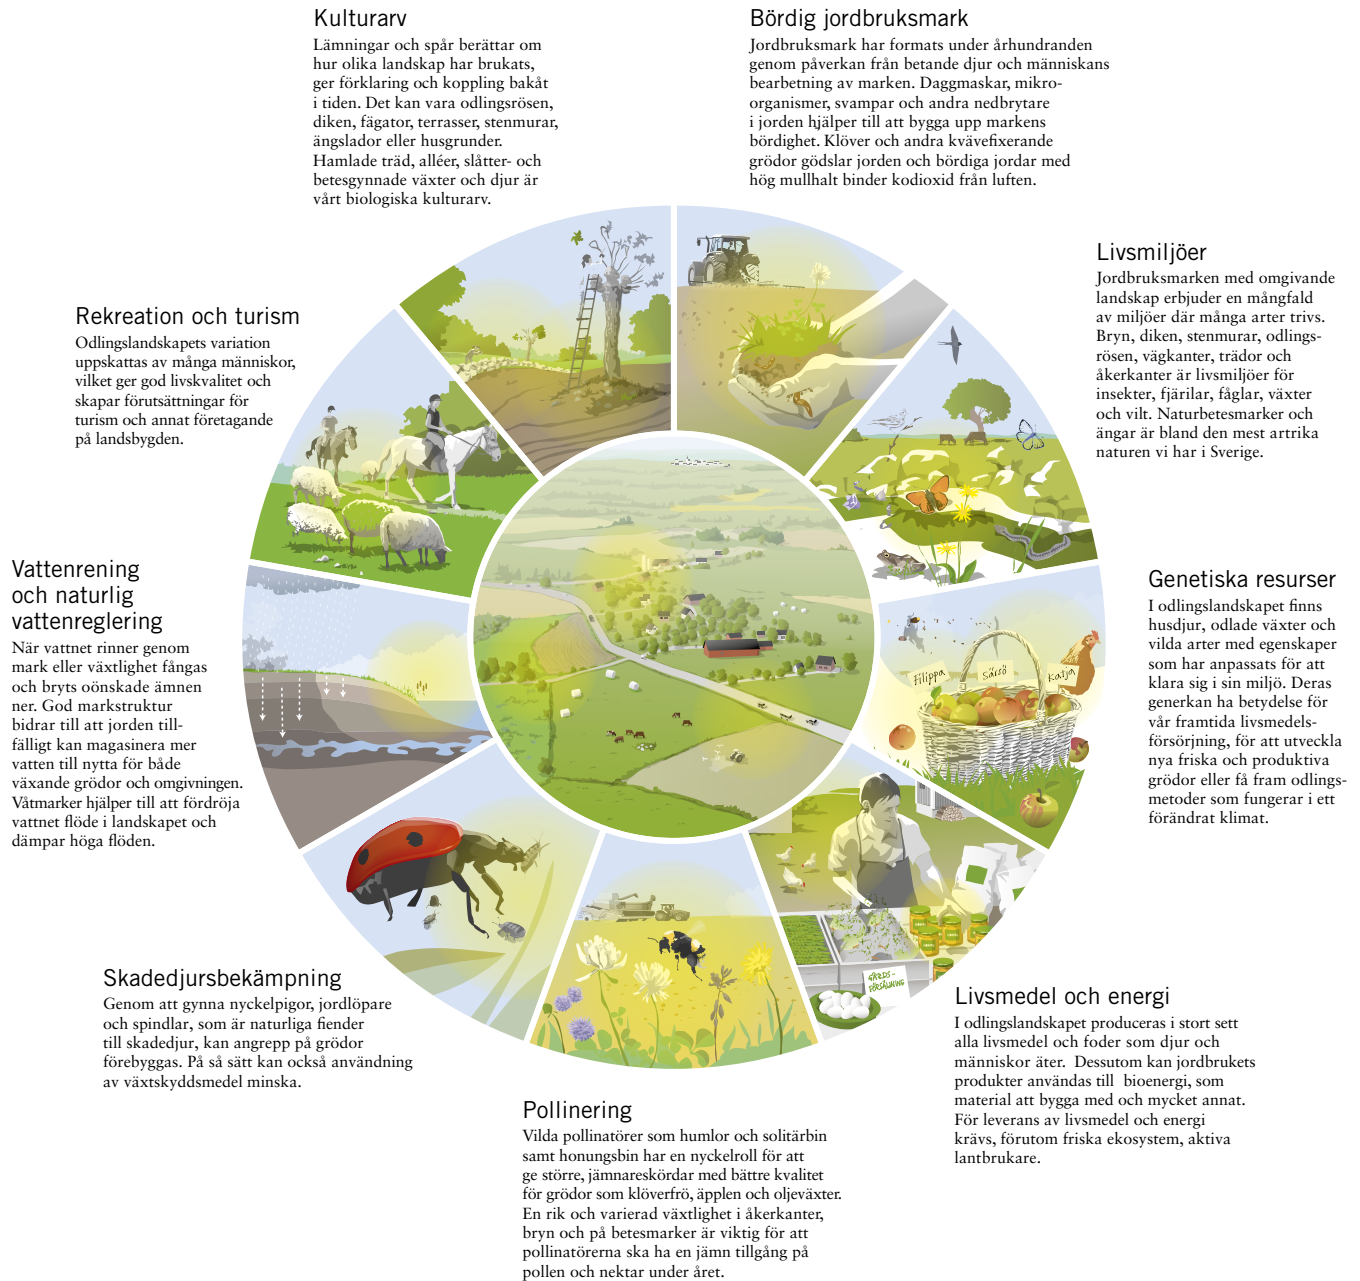 Kulturarv
Lämningar och spår berättar om
hur olika landskap har brukats,
ger förklaring och koppling bakåt
i tiden. Det kan vara odlingsrösen,
diken, fägator, terrasser, stenmurar,
ängslador eller husgrunder.
Hamlade träd, alléer, slåtter- och
betesgynnade växter och djur är
vårt biologiska kulturarv.
Bördig jordbruksmark
Jordbruksmark har formats under århundranden
genom påverkan från betande djur och människans
bearbetning av marken. Daggmaskar, mikro-
organismer, svampar och andra nedbrytare
i jorden hjälper till att bygga upp markens
bördighet. Klöver och andra kvävefixerande
grödor gödslar jorden och bördiga jordar med
hög mullhalt binder kodioxid från luften.
Livsmiljöer
Jordbruksmarken med omgivande
landskap erbjuder en mångfald
av miljöer där många arter trivs.
Bryn, diken, stenmurar, odlings-
rösen, vägkanter, trädor och
åkerkanter är livsmiljöer för
insekter, fjärilar, fåglar, växter
och vilt. Naturbetesmarker och
ängar är bland den mest artrika
naturen vi har i Sverige.
Rekreation och turism
Odlingslandskapets variation
uppskattas av många människor,
vilket ger god livskvalitet och
skapar förutsättningar för
turism och annat företagande
på landsbygden.
Vattenrening
och naturlig
vattenreglering
När vattnet rinner genom
mark eller växtlighet fångas
och bryts oönskade ämnen
ner. God markstruktur
bidrar till att jorden till-
fälligt kan magasinera mer
vatten till nytta för både
växande grödor och omgivningen.
Våtmarker hjälper till att fördröja
vattnet flöde i landskapet och
dämpar höga flöden.
Genetiska resurser
I odlingslandskapet finns
husdjur, odlade växter och
vilda arter med egenskaper
som har anpassats för att
klara sig i sin miljö. Deras
generkan ha betydelse för
vår framtida livsmedels-
försörjning, för att utveckla
nya friska och produktiva
grödor eller få fram odlings-
metoder som fungerar i ett
förändrat klimat.
Filippa
Särsö
Katja
Skadedjursbekämpning
Genom att gynna nyckelpigor, jordlöpare
och spindlar, som är naturliga fiender
till skadedjur, kan angrepp på grödor
förebyggas. På så sätt kan också användning
av växtskyddsmedel minska.
GÅRDS-
FÖRSÄLJNING
Livsmedel och energi
I odlingslandskapet produceras i stort sett
alla livsmedel och foder som djur och
människor äter. Dessutom kan jordbrukets
produkter användas till bioenergi, som
material att bygga med och mycket annat.
För leverans av livsmedel och energi
krävs, förutom friska ekosystem, aktiva
lantbrukare.
Pollinering
Vilda pollinatörer som humlor och solitärbin
samt honungsbin har en nyckelroll för att
ge större, jämnareskördar med bättre kvalitet
för grödor som klöverfrö, äpplen och oljeväxter.
En rik och varierad växtlighet i åkerkanter,
bryn och på betesmarker är viktig för att
pollinatörerna ska ha en jämn tillgång på
pollen och nektar under året.